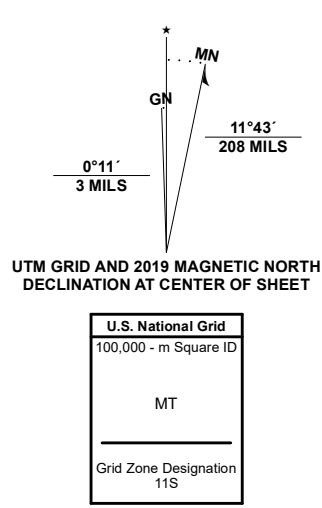 ★
MN
GN
11°43´
208 MILS
0°11´
3 MILS
UTM GRID AND 2019 MAGNETIC NORTH
DECLINATION AT CENTER OF SHEET
U.S. National Grid
100,000 - m Square ID
MT
Grid Zone Designation
11S